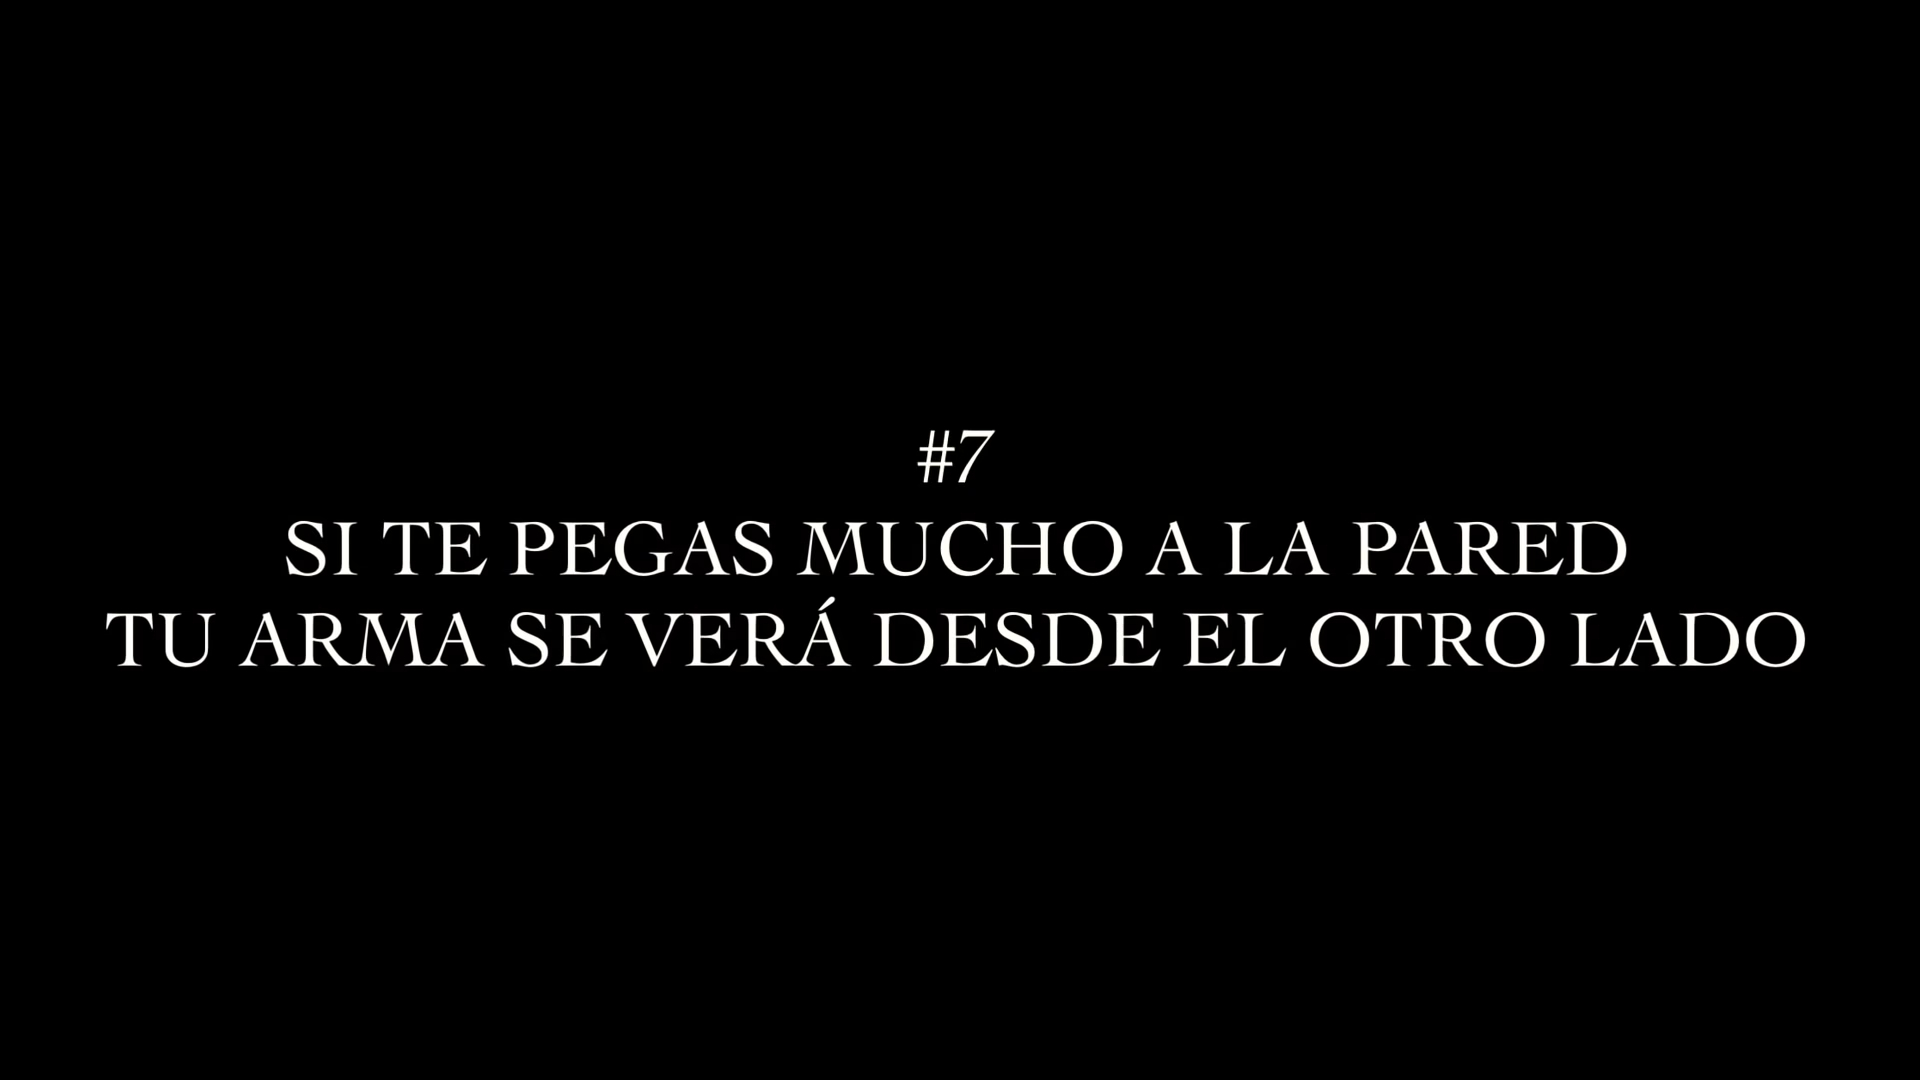 #7
SI TE PEGAS MUCHO A LA PARED
TU ARMA SE VERÁ DESDE EL OTRO LADO